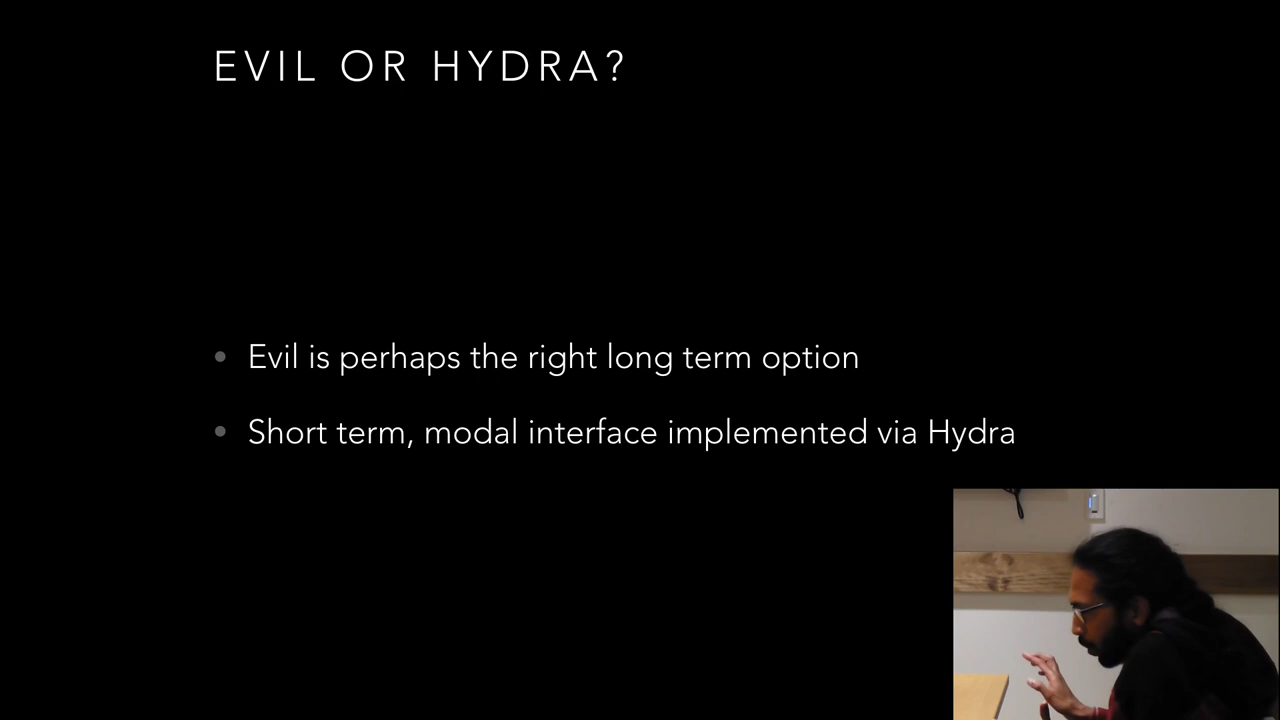 EVIL OR HYDRA?
Evil is perhaps the right long term option
Short term, modal interface implemented via Hydra